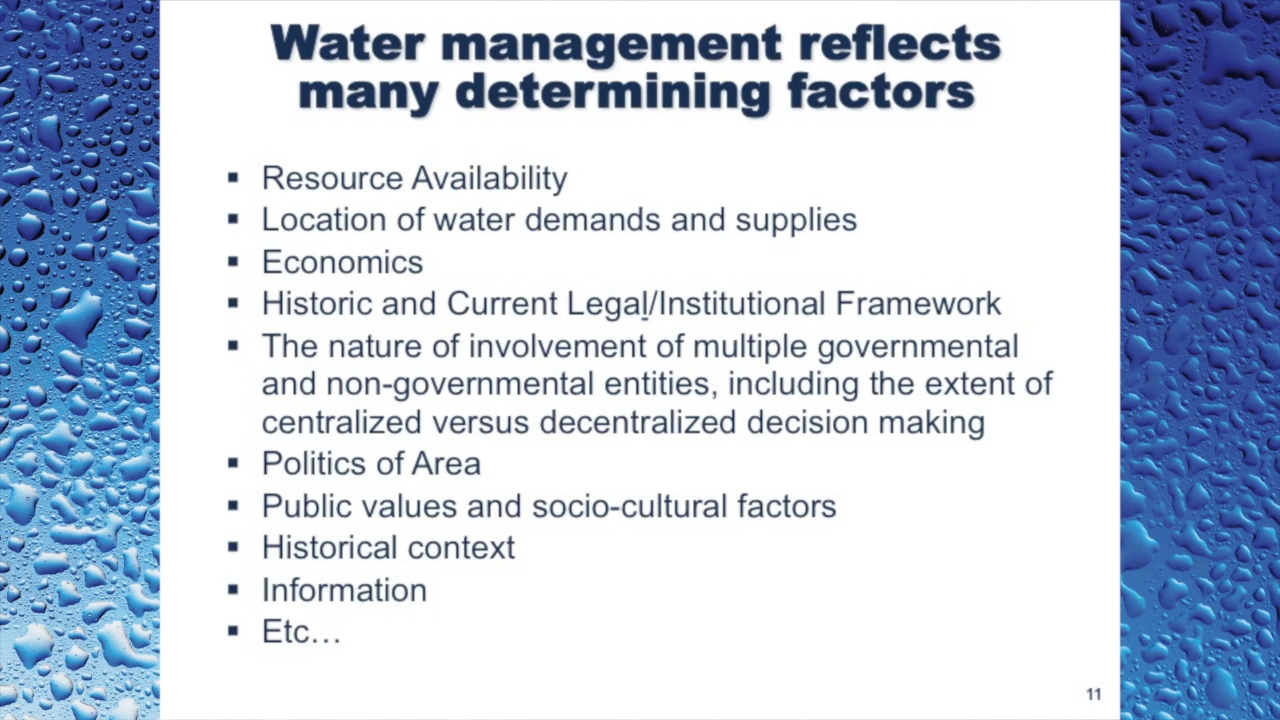 Water management reflects
many determining factors
▪ Resource Availability
▪ Location of water demands and supplies
▪ Economics
▪ Historic and Current Legal/Institutional Framework
▪ The nature of involvement of multiple governmental
and non-governmental entities, including the extent of
centralized versus decentralized decision making
▪ Politics of Area
▪ Public values and socio-cultural factors
▪ Historical context
▪ Information
▪ Etc…
11